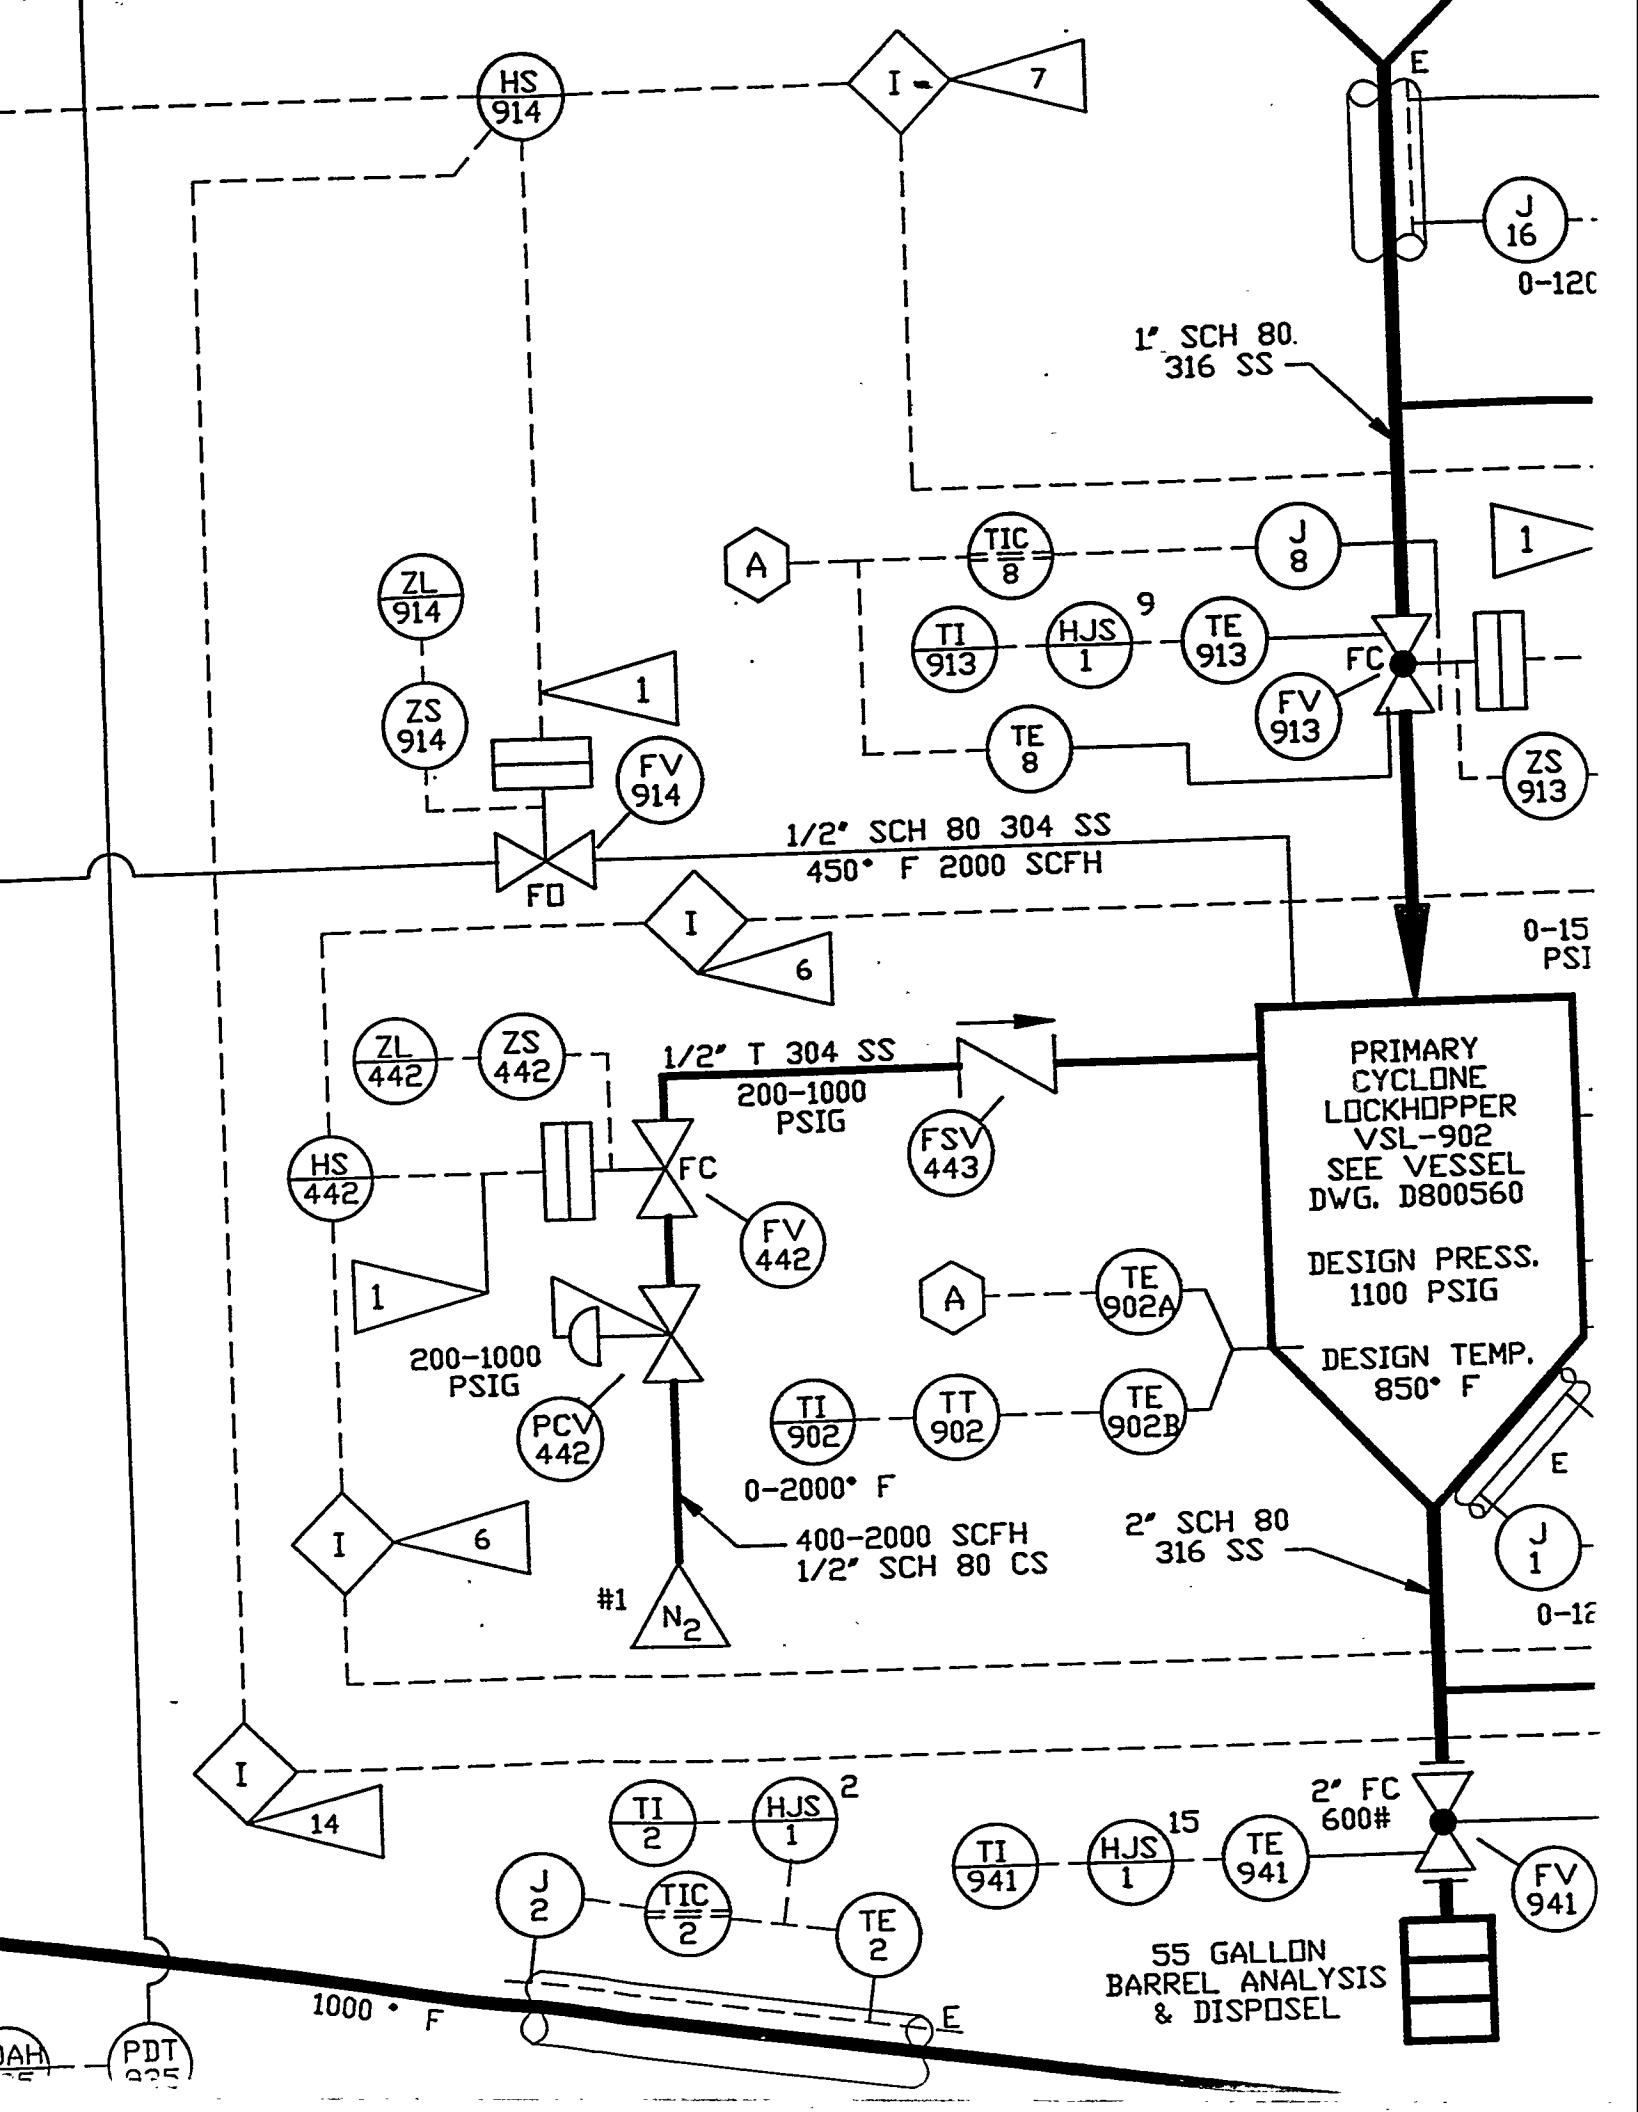 E
HS
914
I
7
J
16
1" SCH 80
316 SS
A
TIC
8
J
8
1
ZL
914
9
TI
913
HJS
1
TE
913
FC
FV
913
ZS
914
1
TE
8
ZS
913
FV
914
1/2" SCH 80 304 SS
450° F 2000 SCFH
FO
I
6
0-15
PSI
ZL
442
ZS
442
1/2" T 304 SS
200-1000
PSIG
FSV
443
PRIMARY
CYCLONE
LOCKHOPPER
VSL-902
SEE VESSEL
DWG. D800560
DESIGN PRESS.
1100 PSIG
DESIGN TEMP.
850° F
HS
442
FC
FV
442
1
A
TE
902A
200-1000
PSIG
PCV
442
TI
902
TT
902
TE
902B
0-2000° F
E
400-2000 SCFH
1/2" SCH 80 CS
2" SCH 80
316 SS
J
1
I
6
#1
N2
I
14
TI
2
HJS
1
2
2" FC
600#
15
TI
941
HJS
1
TE
941
FV
941
J
2
TIC
2
TE
2
55 GALLON
BARREL ANALYSIS
& DISPOSEL
1000 ° F
E
PDT